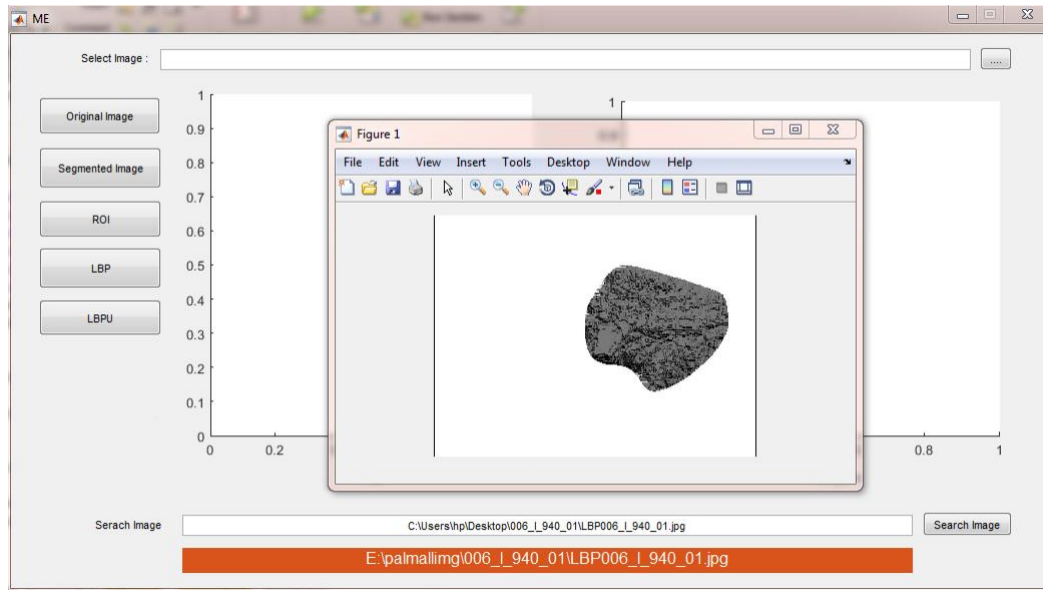 ME
Select Image :
....
Original Image
Segmented Image
ROI
LBP
LBPU
1
0.9
0.8
0.7
0.6
0.5
0.4
0.3
0.2
0.1
0
0 0.2
1
0.8 1
Figure 1
File Edit View Insert Tools Desktop Window Help
Serach Image
C:\Users\hp\Desktop\006_l_940_01\LBP006_l_940_01.jpg
Search Image
E:\palmallimg\006_l_940_01\LBP006_l_940_01.jpg